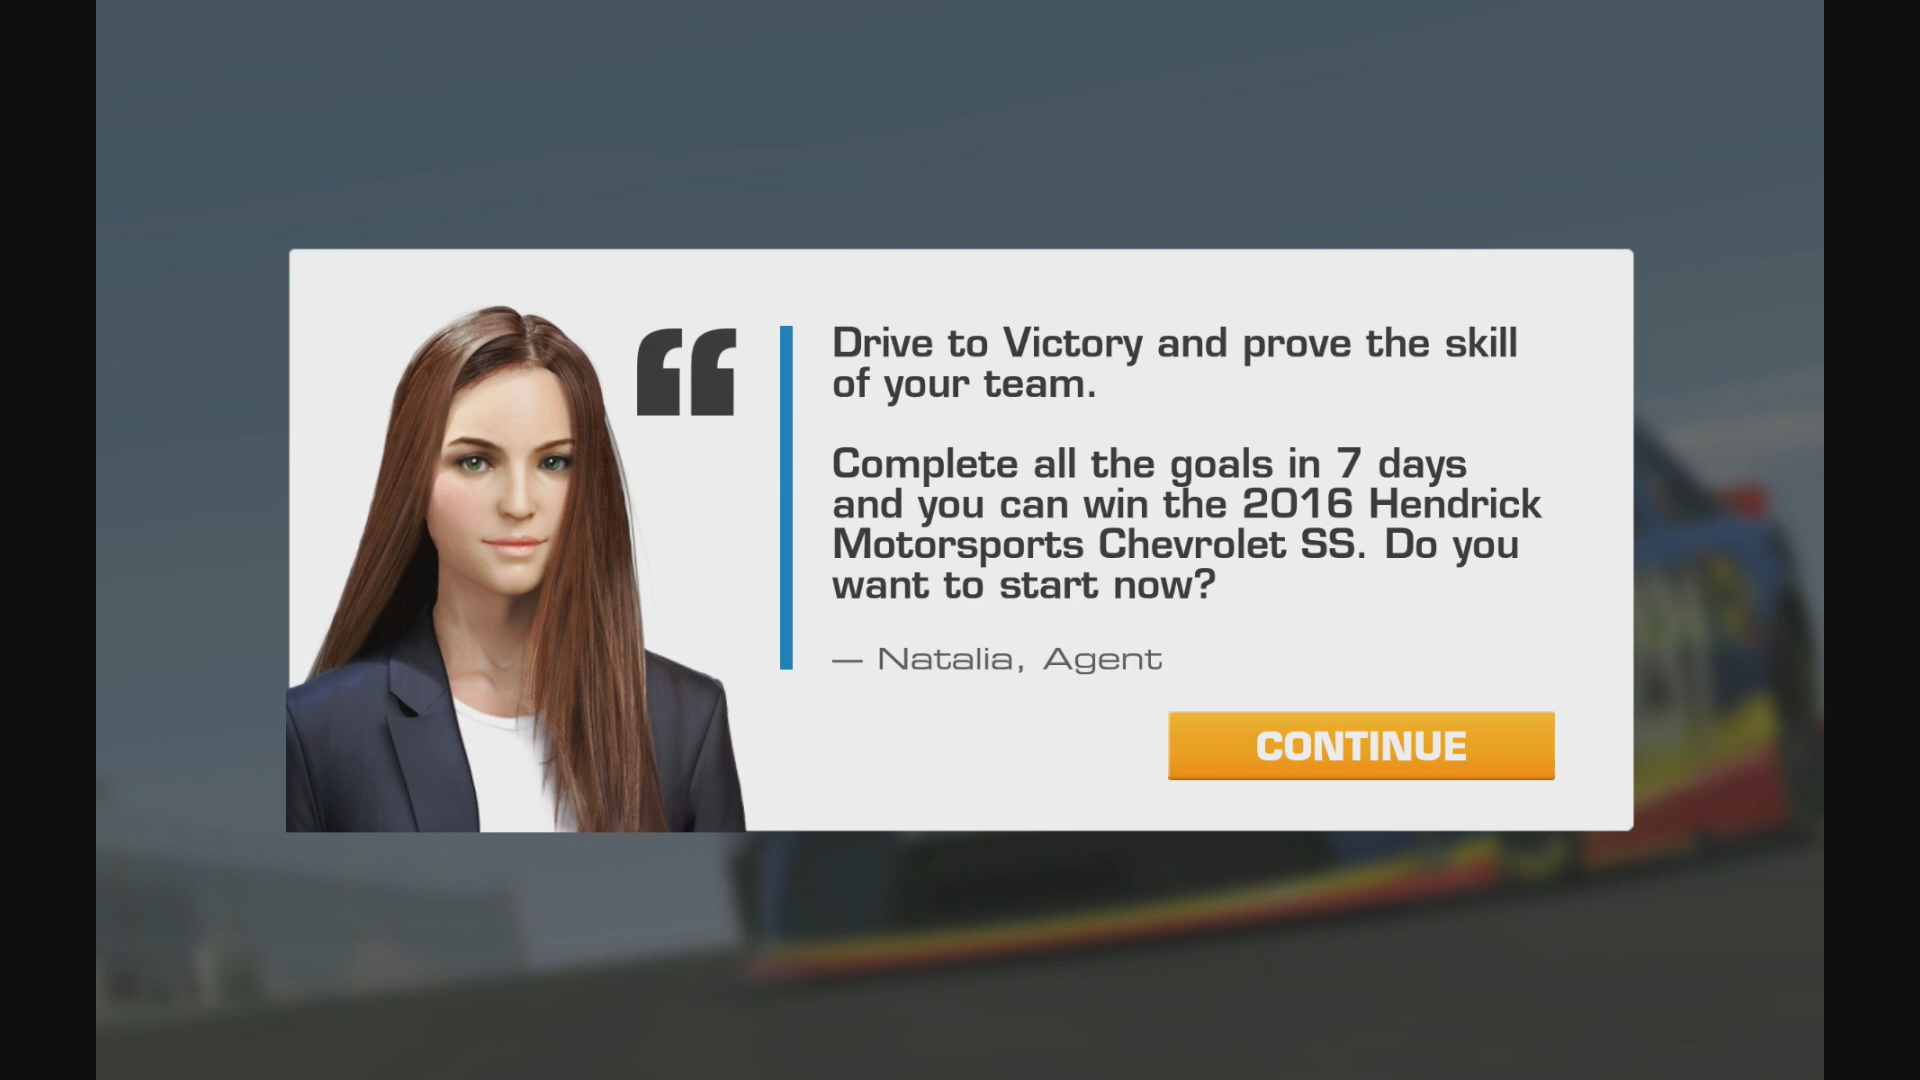 Drive to Victory and prove the skill
of your team.
Complete all the goals in 7 days
and you can win the 2016 Hendrick
Motorsports Chevrolet SS. Do you
want to start now?
— Natalia, Agent
CONTINUE